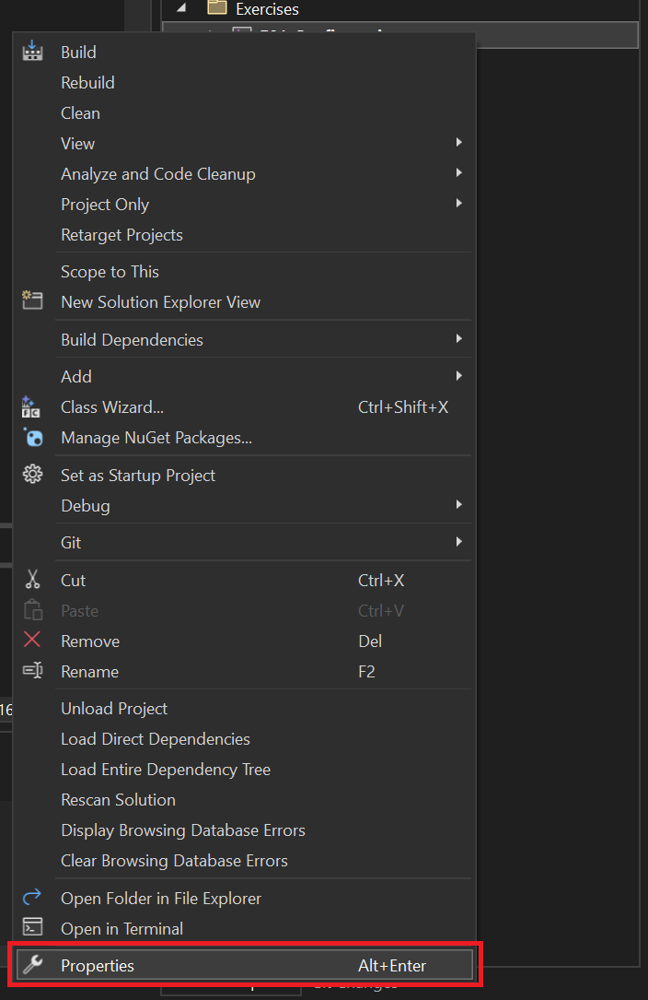 Exercises
Build
Rebuild
Clean
View
Analyze and Code Cleanup
Project Only
Retarget Projects
Scope to This
New Solution Explorer View
Build Dependencies
Add
Class Wizard... Ctrl+Shift+X
Manage NuGet Packages...
Set as Startup Project
Debug
Git
Cut Ctrl+X
Paste Ctrl+V
Remove Del
Rename F2
Unload Project
16
Load Direct Dependencies
Load Entire Dependency Tree
Rescan Solution
Display Browsing Database Errors
Clear Browsing Database Errors
Open Folder in File Explorer
Open in Terminal
Properties Alt+Enter